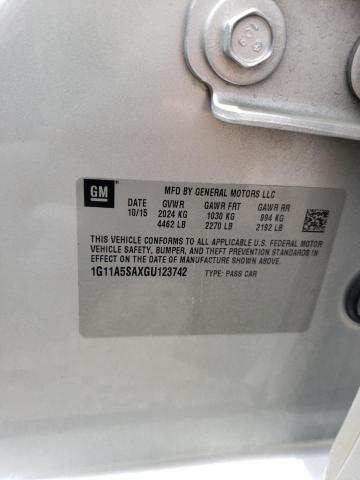 GM
MFD BY GENERAL MOTORS LLC
DATE GVWR GAWR FRT GAWR RR
10/15 2024 KG 1030 KG 994 KG
4462 LB 2270 LB 2192 LB
THIS VEHICLE CONFORMS TO ALL APPLICABLE U.S. FEDERAL MOTOR
VEHICLE SAFETY, BUMPER, AND THEFT PREVENTION STANDARDS IN
EFFECT ON THE DATE OF MANUFACTURE SHOWN ABOVE.
1G11A5SAXGU123742 TYPE: PASS CAR